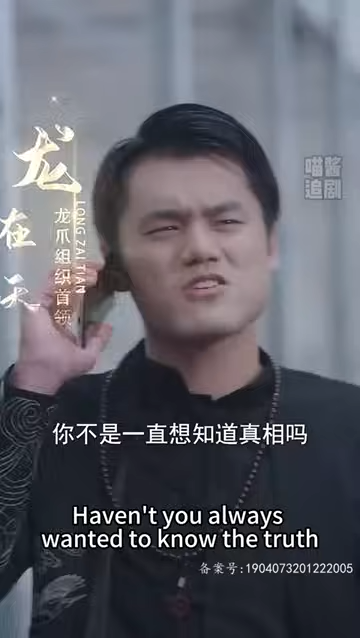 龙在天
LONG ZAI TIAN
龙爪组织首领
喵酱
追剧
你不是一直想知道真相吗
Haven't you always
wanted to know the truth
备案号:1904073201222005